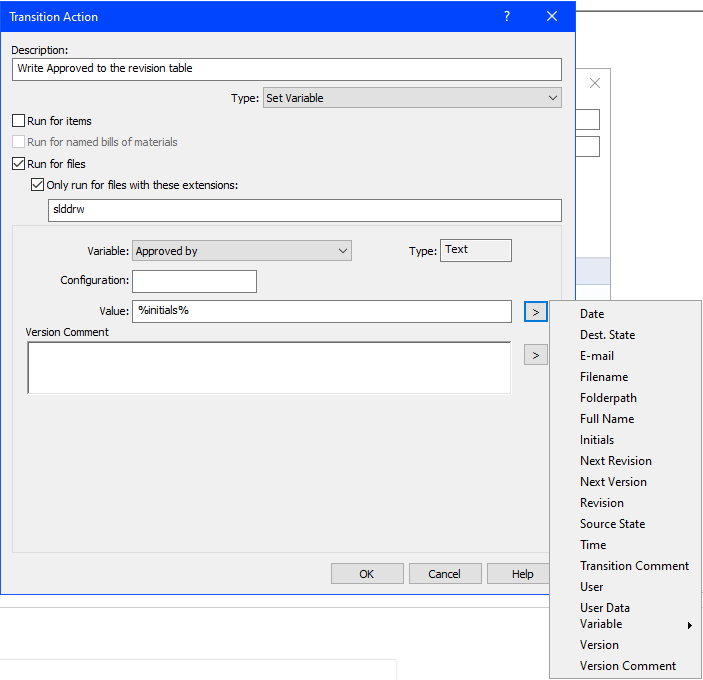 Transition Action ?
Description:
Write Approved to the revision table
Type: Set Variable
Run for items
Run for named bills of materials
Run for files
Only run for files with these extensions:
slddrw
Variable: Approved by Type: Text
Configuration:
Value: %initials% >
Version Comment
>
OK Cancel Help
Date
Dest. State
E-mail
Filename
Folderpath
Full Name
Initials
Next Revision
Next Version
Revision
Source State
Time
Transition Comment
User
User Data
Variable
Version
Version Comment